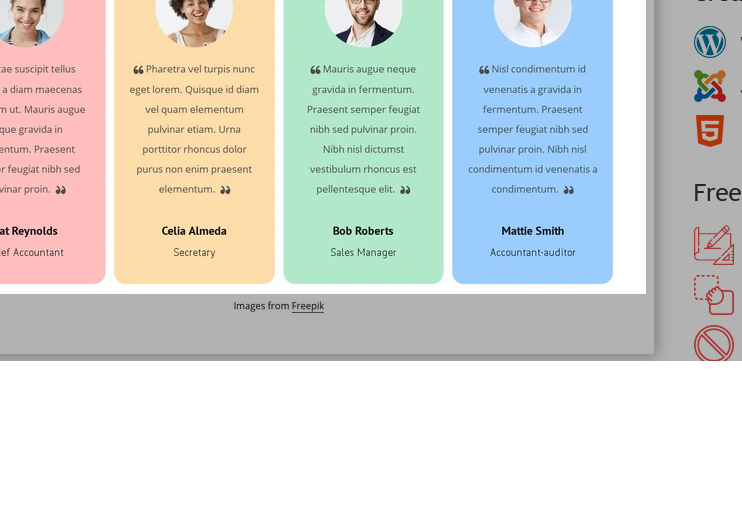 tae suscipit tellus
a diam maecenas
m ut. Mauris augue
que gravida in
entum. Praesent
er feugiat nibh sed
vinar proin. ❞
at Reynolds
ief Accountant
❝ Pharetra vel turpis nunc
eget lorem. Quisque id diam
vel quam elementum
pulvinar etiam. Urna
porttitor rhoncus dolor
purus non enim praesent
elementum. ❞
Celia Almeda
Secretary
❝ Mauris augue neque
gravida in fermentum.
Praesent semper feugiat
nibh sed pulvinar proin.
Nibh nisl dictumst
vestibulum rhoncus est
pellentesque elit. ❞
Bob Roberts
Sales Manager
❝ Nisl condimentum id
venenatis a gravida in
fermentum. Praesent
semper feugiat nibh sed
pulvinar proin. Nibh nisl
condimentum id venenatis a
condimentum. ❞
Mattie Smith
Accountant-auditor
Images from Freepik
Free